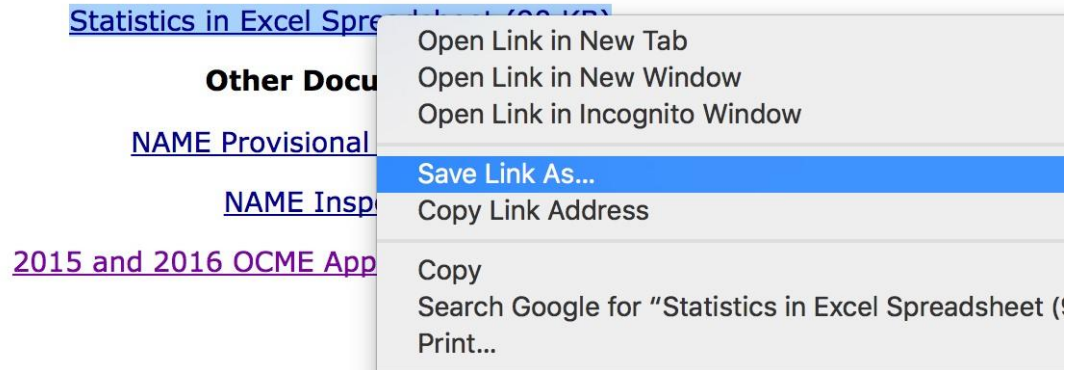 Statistics in Excel Spre
Other Docu
NAME Provisional
NAME Insp
2015 and 2016 OCME App
Open Link in New Tab
Open Link in New Window
Open Link in Incognito Window
Save Link As...
Copy Link Address
Copy
Search Google for “Statistics in Excel Spreadsheet (
Print...